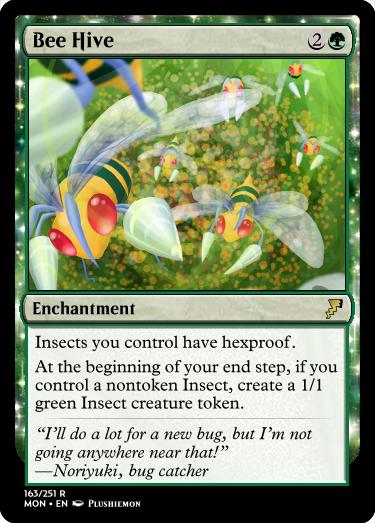 Bee Hive 2
Enchantment
Insects you control have hexproof.
At the beginning of your end step, if you
control a nontoken Insect, create a 1/1
green Insect creature token.
“I’ll do a lot for a new bug, but I’m not
going anywhere near that!”
—Noriyuki, bug catcher
163/251 R
MON • EN Plushiemon